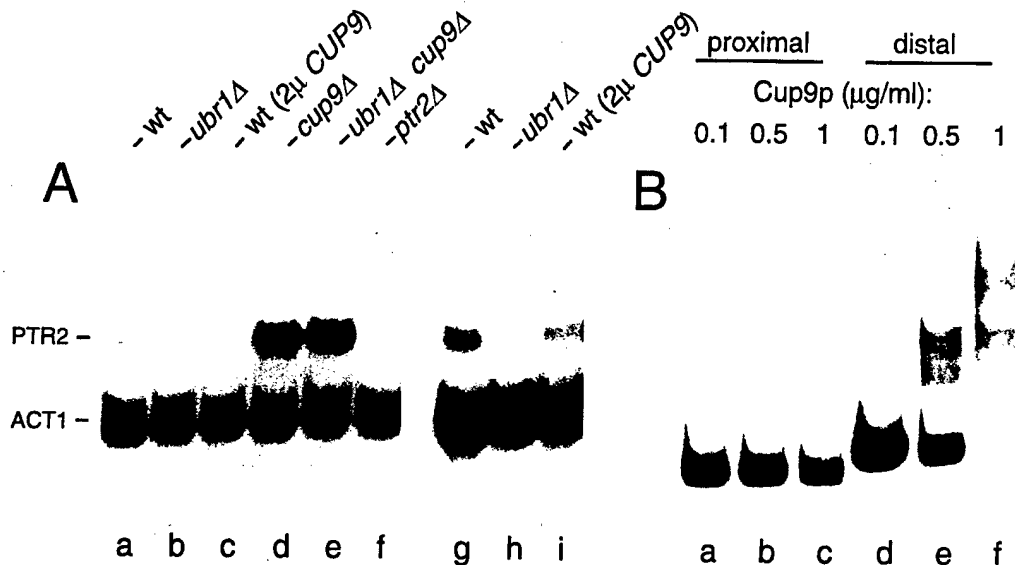 - wt
- ubr1Δ
- wt (2μ CUP9)
- cup9Δ
- ubr1Δ cup9Δ
- ptr2Δ
- wt
- ubr1Δ
- wt (2μ CUP9)
A
PTR2 -
ACT1 -
a b c d e f g h i
proximal distal
Cup9p (μg/ml):
0.1 0.5 1 0.1 0.5 1
B
a b c d e f